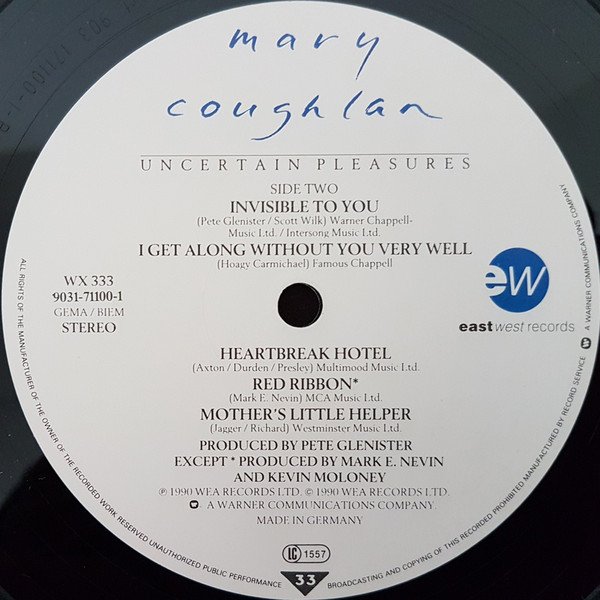 mary
coughlan
UNCERTAIN PLEASURES
SIDE TWO
INVISIBLE TO YOU
(Pete Glenister / Scott Wilk) Warner Chappell-
Music Ltd. / Intersong Music Ltd.
I GET ALONG WITHOUT YOU VERY WELL
(Hoagy Carmichael) Famous Chappell
WX 333
9031-71100-1
GEMA / BIEM
STEREO
ew
east west records
HEARTBREAK HOTEL
(Axton / Durden / Presley) Multimood Music Ltd.
RED RIBBON*
(Mark E. Nevin) MCA Music Ltd.
MOTHER'S LITTLE HELPER
(Jagger / Richard) Westminster Music Ltd.
PRODUCED BY PETE GLENISTER
EXCEPT * PRODUCED BY MARK E. NEVIN
AND KEVIN MOLONEY
℗ 1990 WEA RECORDS LTD. © 1990 WEA RECORDS LTD.
A WARNER COMMUNICATIONS COMPANY.
MADE IN GERMANY
LC 1557
33
ALL RIGHTS OF THE MANUFACTURER OF THE OWNER OF THE RECORDED WORK RESERVED UNAUTHORIZED PUBLIC PERFORMANCE BROADCASTING AND COPYING OF THIS RECORDED PROHIBITED MANUFACTURED BY RECORD SERVICE A WARNER COMMUNICATIONS COMPANY